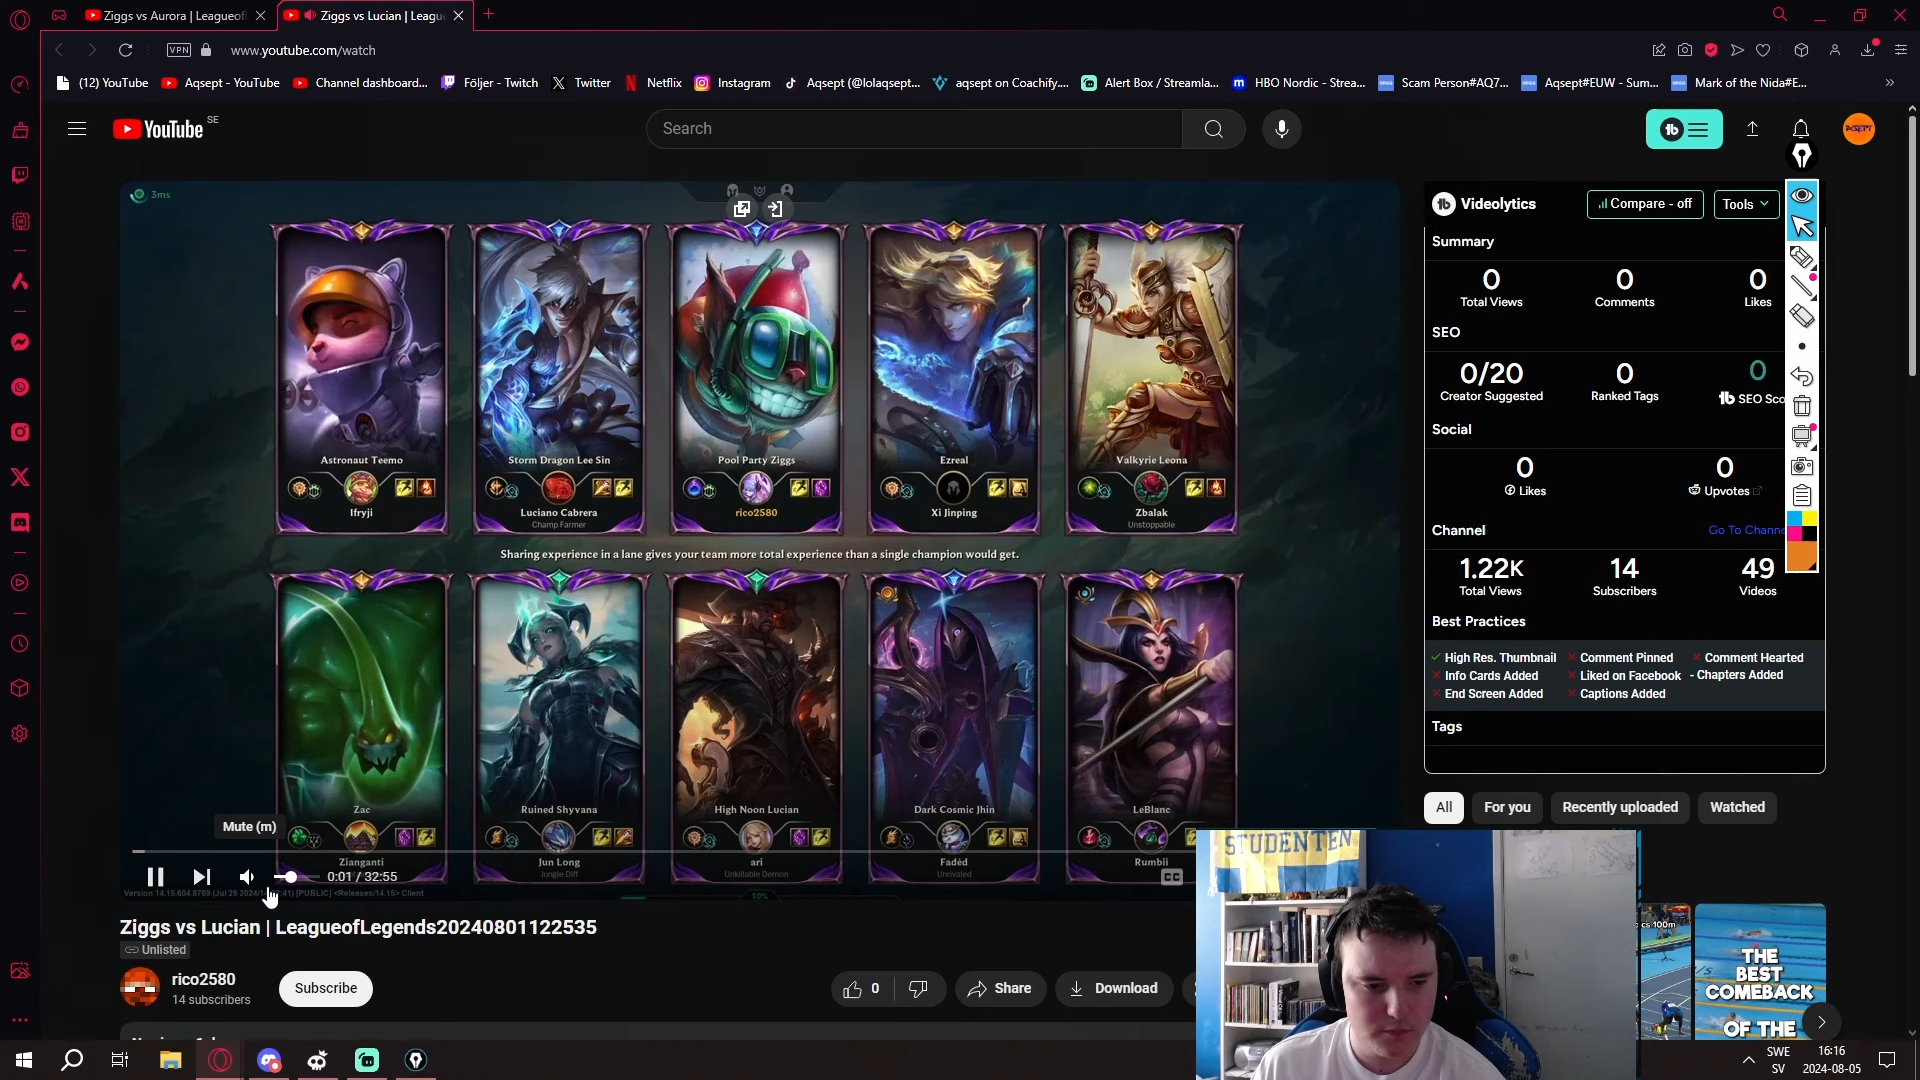 Ziggs vs Aurora | Leagueof
Ziggs vs Lucian | Leagu
VPN
www.youtube.com/watch
(12) YouTube
Aqsept - YouTube
Channel dashboard...
Följer - Twitch
Twitter
Netflix
Instagram
Aqsept (@lolaqsept...
aqsept on Coachify....
Alert Box / Streamla...
HBO Nordic - Strea...
Scam Person#AQ7...
Aqsept#EUW - Sum...
Mark of the Nida#E...
YouTube SE
Search
3ms
Videolytics
Compare - off
Tools
Summary
0 0 0
Total Views Comments Likes
SEO
0/20 0 0
Creator Suggested Ranked Tags SEO Sco
Social
0 0
Likes Upvotes
Channel Go To Channe
1.22K 14 49
Total Views Subscribers Videos
Best Practices
High Res. Thumbnail Comment Pinned Comment Hearted
Info Cards Added Liked on Facebook - Chapters Added
End Screen Added Captions Added
Tags
Astronaut Teemo Storm Dragon Lee Sin Pool Party Ziggs Ezreal Valkyrie Leona
Ifryji Luciano Cabrera rico2580 Xi Jinping Zbalak
Champ Farmer Unstoppable
Sharing experience in a lane gives your team more total experience than a single champion would get.
Zac Ruined Shyvana High Noon Lucian Dark Cosmic Jhin LeBlanc
Zianganti Jun Long ari Fadéd Rumbii
Jungle Diff Unkillable Demon Unrivaled
Mute (m)
0:01 / 32:55
CC
10%
All For you Recently uploaded Watched
Ziggs vs Lucian | LeagueofLegends20240801122535
Unlisted
rico2580
14 subscribers
Subscribe
0
Share
Download
STUDENTEN
cs 100m
THE
BEST
COMEBACK
OF THE
SWE
SV
16:16
2024-08-05